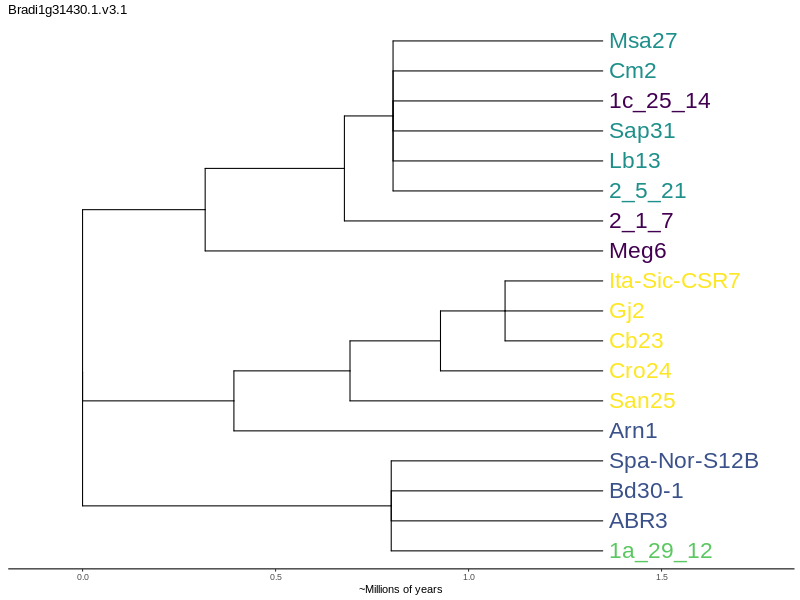 Bradi1g31430.1.v3.1
Msa27
Cm2
1c_25_14
Sap31
Lb13
2_5_21
2_1_7
Meg6
Ita-Sic-CSR7
Gj2
Cb23
Cro24
San25
Arn1
Spa-Nor-S12B
Bd30-1
ABR3
1a_29_12
0.0 0.5 1.0 1.5
~Millions of years